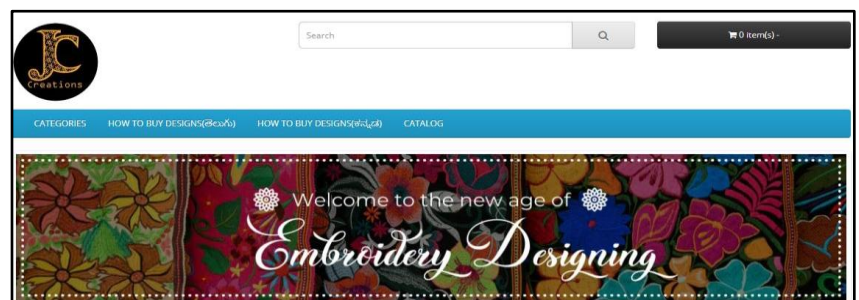 JC
Creations
Search
0 item(s) -
CATEGORIES HOW TO BUY DESIGNS(తెలుగు) HOW TO BUY DESIGNS(ಕನ್ನಡ) CATALOG
Welcome to the new age of
Embroidery Designing